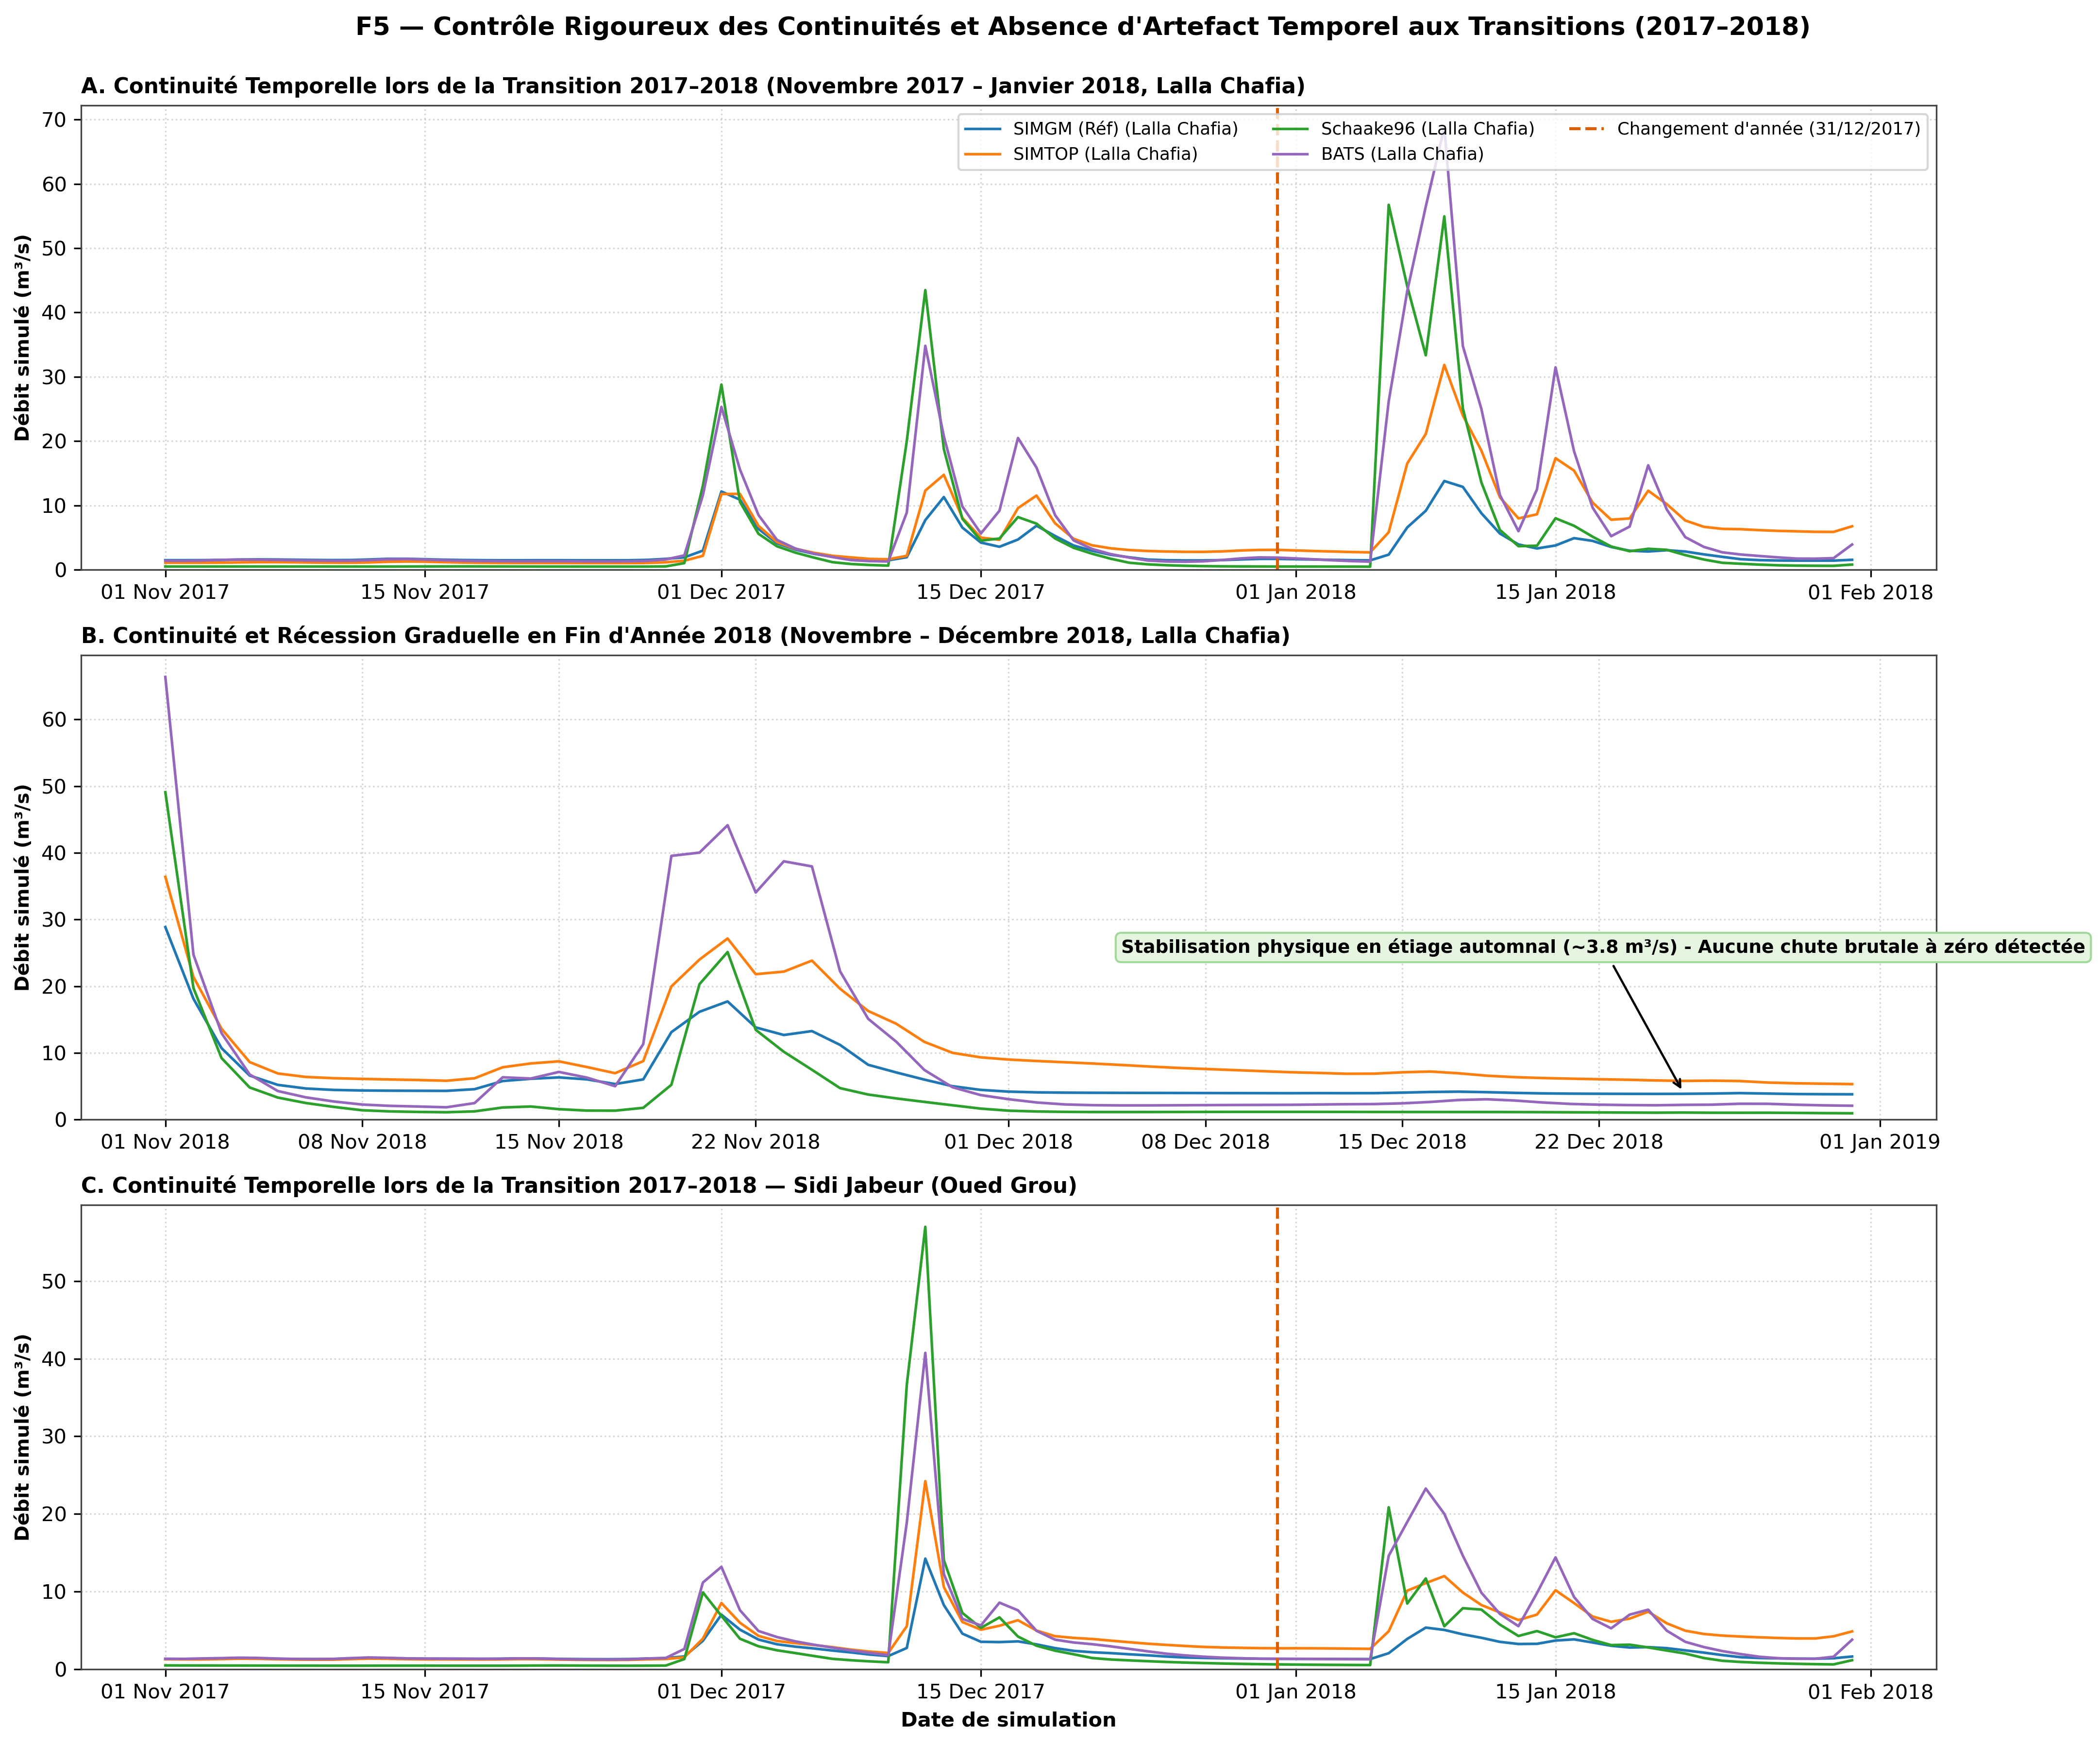 F5 — Contrôle Rigoureux des Continuités et Absence d'Artefact Temporel aux Transitions (2017–2018)
A. Continuité Temporelle lors de la Transition 2017–2018 (Novembre 2017 – Janvier 2018, Lalla Chafia)
Débit simulé (m³/s)
70
60
50
40
30
20
10
0
SIMGM (Réf) (Lalla Chafia)
SIMTOP (Lalla Chafia)
Schaake96 (Lalla Chafia)
BATS (Lalla Chafia)
Changement d'année (31/12/2017)
01 Nov 2017
15 Nov 2017
01 Dec 2017
15 Dec 2017
01 Jan 2018
15 Jan 2018
01 Feb 2018
B. Continuité et Récession Graduelle en Fin d'Année 2018 (Novembre – Décembre 2018, Lalla Chafia)
Débit simulé (m³/s)
60
50
40
30
20
10
0
Stabilisation physique en étiage automnal (~3.8 m³/s) - Aucune chute brutale à zéro détectée
01 Nov 2018
08 Nov 2018
15 Nov 2018
22 Nov 2018
01 Dec 2018
08 Dec 2018
15 Dec 2018
22 Dec 2018
01 Jan 2019
C. Continuité Temporelle lors de la Transition 2017–2018 — Sidi Jabeur (Oued Grou)
Débit simulé (m³/s)
50
40
30
20
10
0
01 Nov 2017
15 Nov 2017
01 Dec 2017
15 Dec 2017
01 Jan 2018
15 Jan 2018
01 Feb 2018
Date de simulation